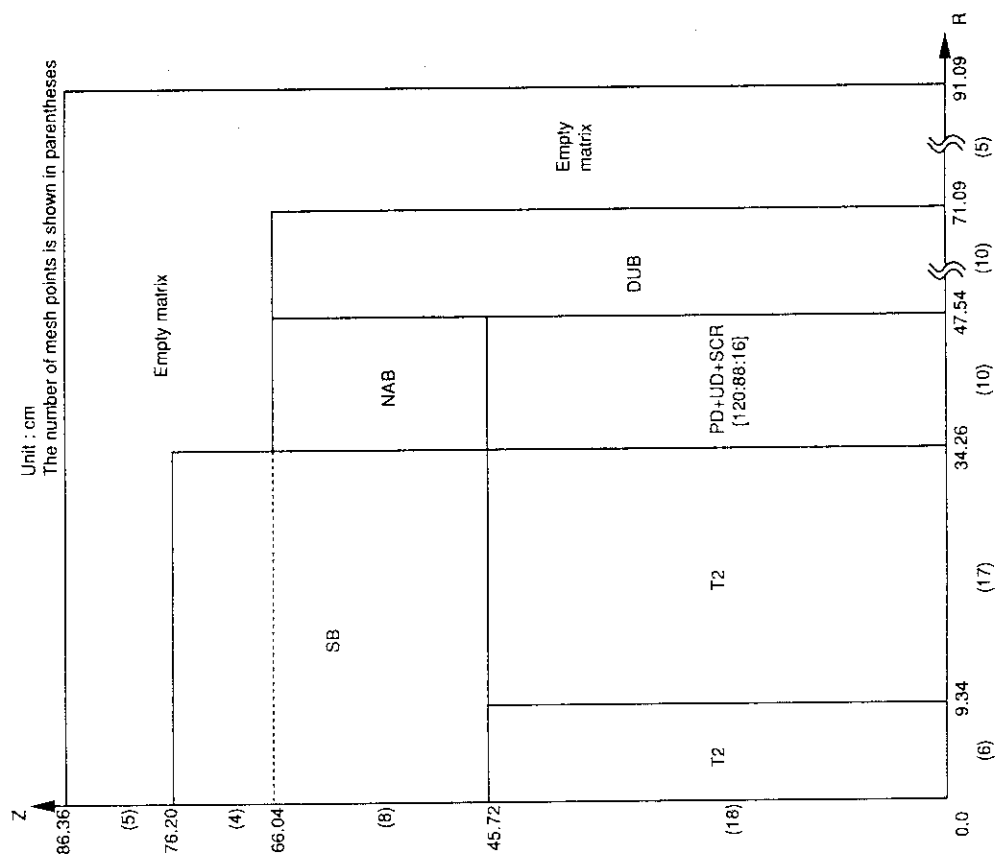 Unit : cm
The number of mesh points is shown in parentheses
Z
86.36
(5)
76.20
(4)
66.04
(8)
45.72
(18)
0.0
Empty matrix
Empty
matrix
SB
NAB
DUB
T2
T2
PD+UD+SCR
[120:88:16]
9.34
34.26
47.54
71.09
91.09
R
(6)
(17)
(10)
(10)
(5)